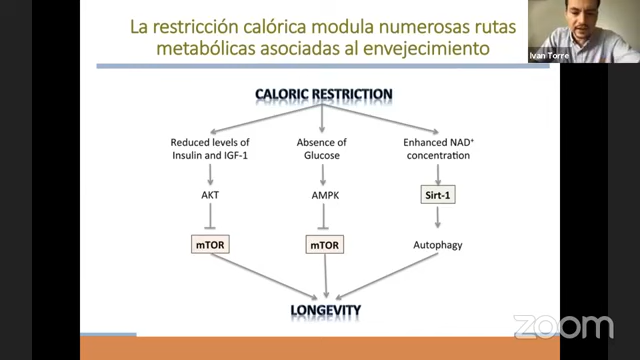 La restricción calórica modula numerosas rutas
metabólicas asociadas al envejecimiento
Ivan Torre
CALORIC RESTRICTION
Reduced levels of
Insulin and IGF-1
Absence of
Glucose
Enhanced NAD⁺
concentration
AKT
AMPK
Sirt-1
mTOR
mTOR
Autophagy
LONGEVITY
zoom